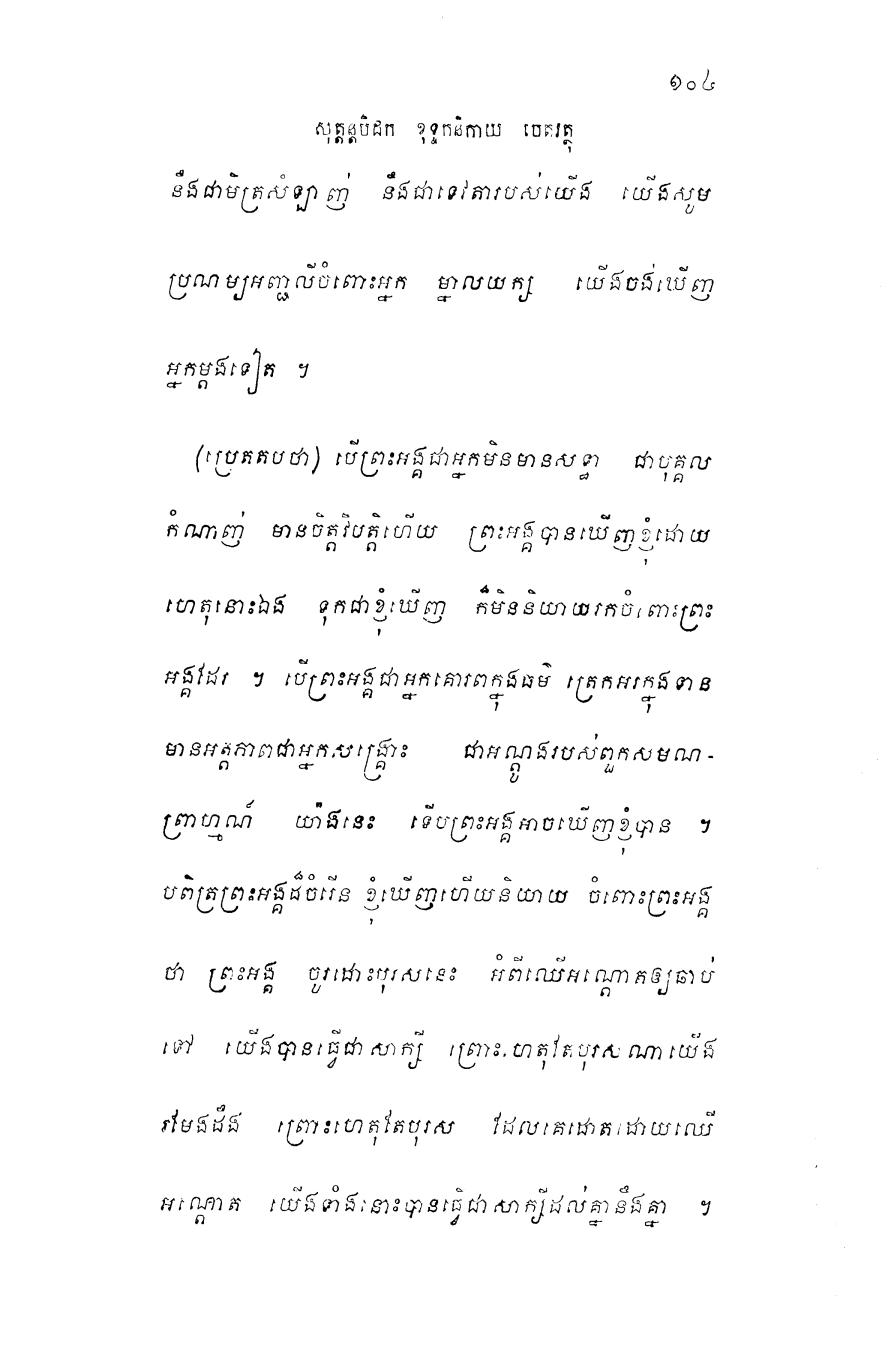 ១០៤
សុត្តន្តបិដក ខុទ្ទកនិកាយ បេតវត្ថុ
នឹងជាមិត្រសំឡាញ់ នឹងជាទេវតារបស់យើង យើងសូម
ប្រណម្យអញ្ជលីចំពោះអ្នក ម្នាលយក្ស យើងចង់ឃើញ
អ្នកម្តងទៀត ។
(ប្រេតតបថា) បើព្រះអង្គជាអ្នកមិនមានសទ្ធា ជាបុគ្គល
កំណាញ់ មានចិត្តវិបត្តិហើយ ព្រះអង្គបានឃើញខ្ញុំដោយ
ហេតុនោះឯង ទុកជាខ្ញុំឃើញ ក៏មិននិយាយរកចំពោះព្រះ
អង្គដែរ ។ បើព្រះអង្គជាអ្នកគោរពក្នុងធម៌ ត្រេកអរក្នុងទាន
មានអត្តភាពជាអ្នកសង្គ្រោះ ជាអណ្តូងរបស់ពួកសមណ-
ព្រាហ្មណ៍ យ៉ាងនេះ ទើបព្រះអង្គអាចឃើញខ្ញុំបាន ។
បពិត្រព្រះអង្គដ៏ចំរើន ខ្ញុំឃើញហើយនិយាយ ចំពោះព្រះអង្គ
ថា ព្រះអង្គ ចូរដោះបុរសនេះ អំពីឈើអណ្តោតឲ្យឆាប់
ទៅ យើងបានធ្វើជាសាក្សី ព្រោះហេតុតែបុរសណាយើង
រមែងដឹង ព្រោះហេតុតែបុរស ដែលគេដោតដោយឈើ
អណ្តោត យើងទាំងនោះបានធ្វើជាសាក្សីដល់គ្នានឹងគ្នា ។